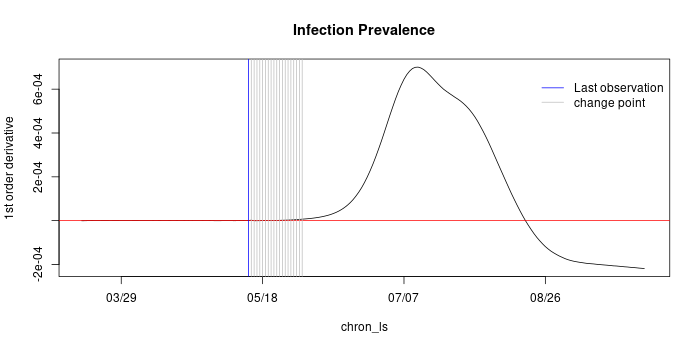 Infection Prevalence
Last observation
change point
1st order derivative
6e-04
4e-04
2e-04
-2e-04
03/29
05/18
07/07
08/26
chron_ls